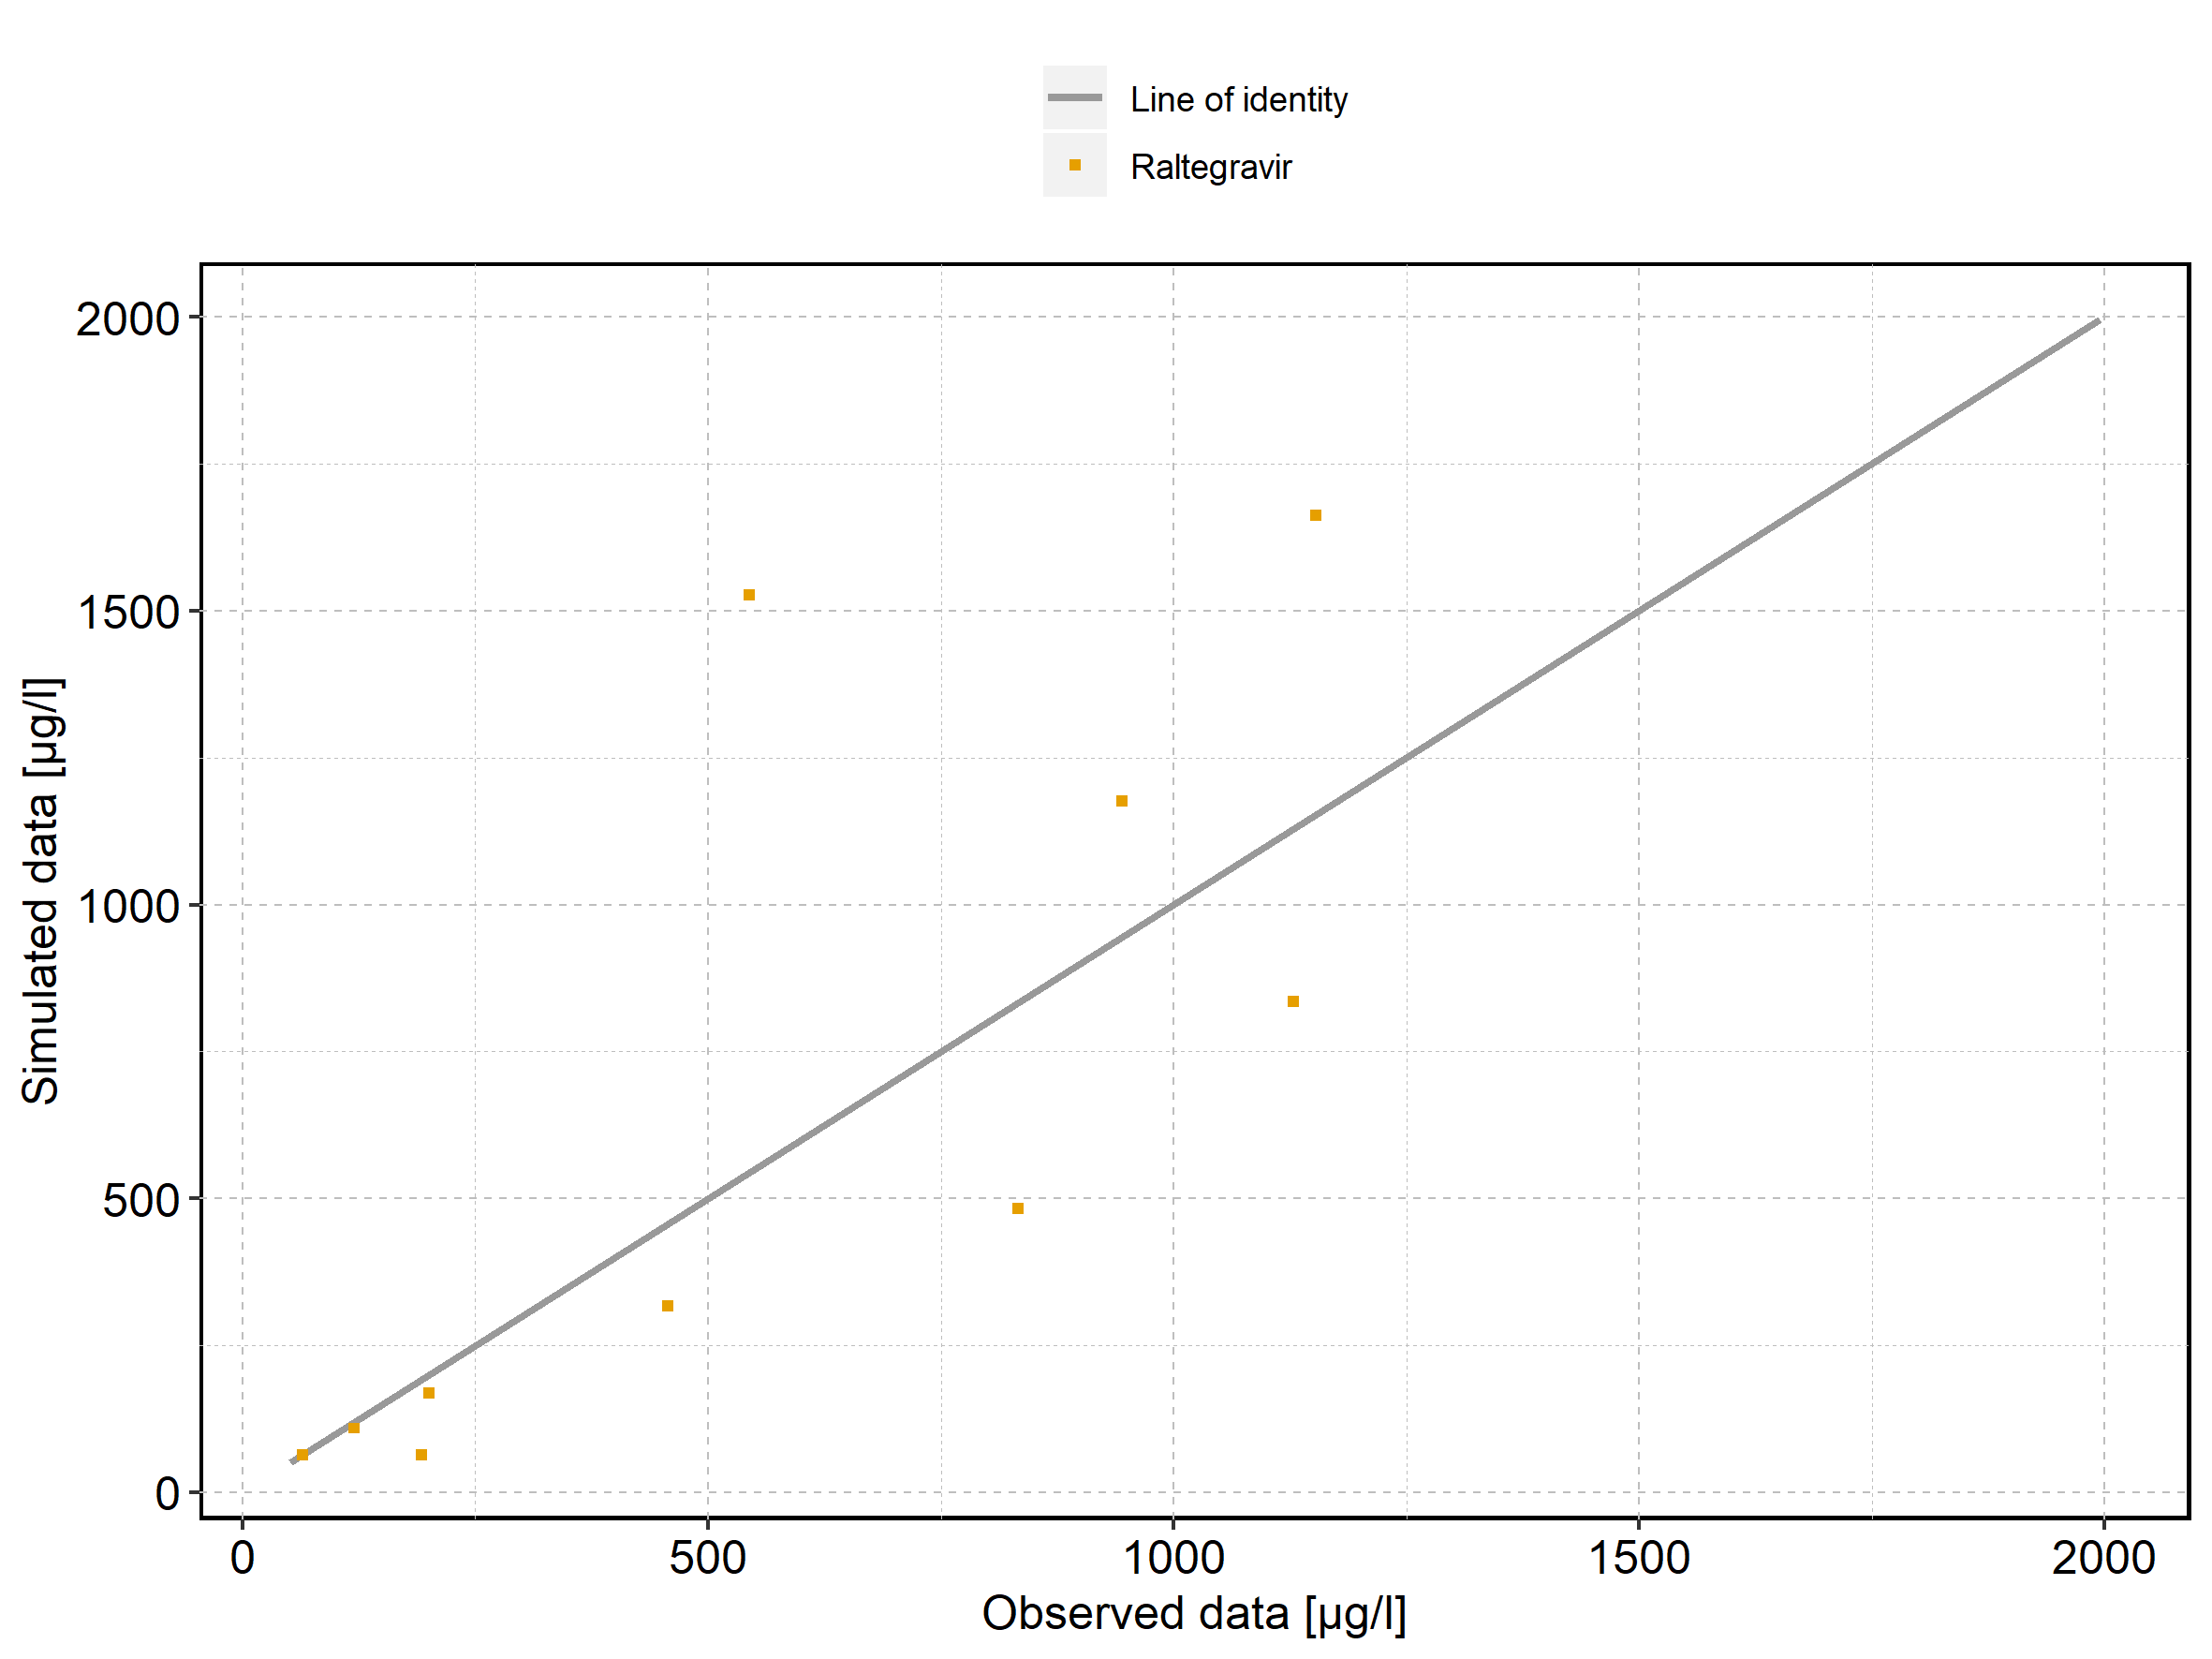 Line of identity
Raltegravir
2000
1500
1000
500
0
Simulated data [µg/l]
0 500 1000 1500 2000
Observed data [µg/l]